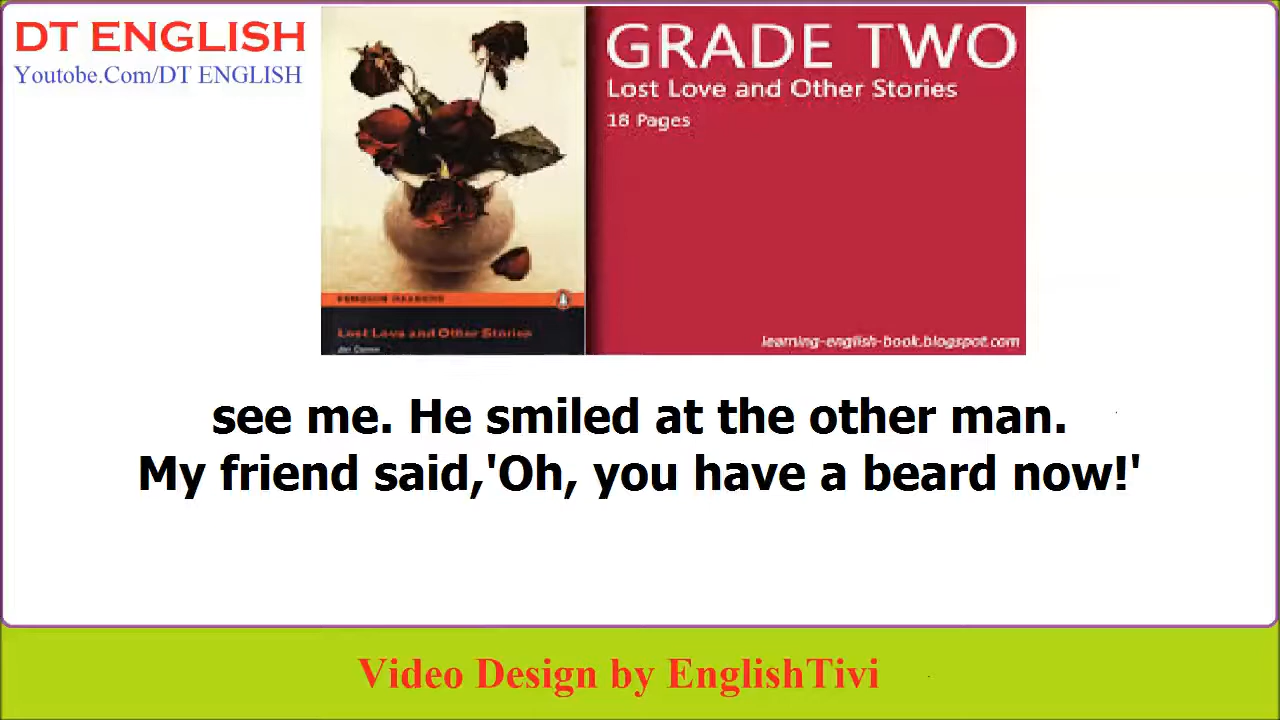 DT ENGLISH
Youtobe.Com/DT ENGLISH
GRADE TWO
Lost Love and Other Stories
18 Pages
PENGUIN READERS
Lost Love and Other Stories
learning-english-book.blogspot.com
see me. He smiled at the other man.
My friend said,'Oh, you have a beard now!'
Video Design by EnglishTivi